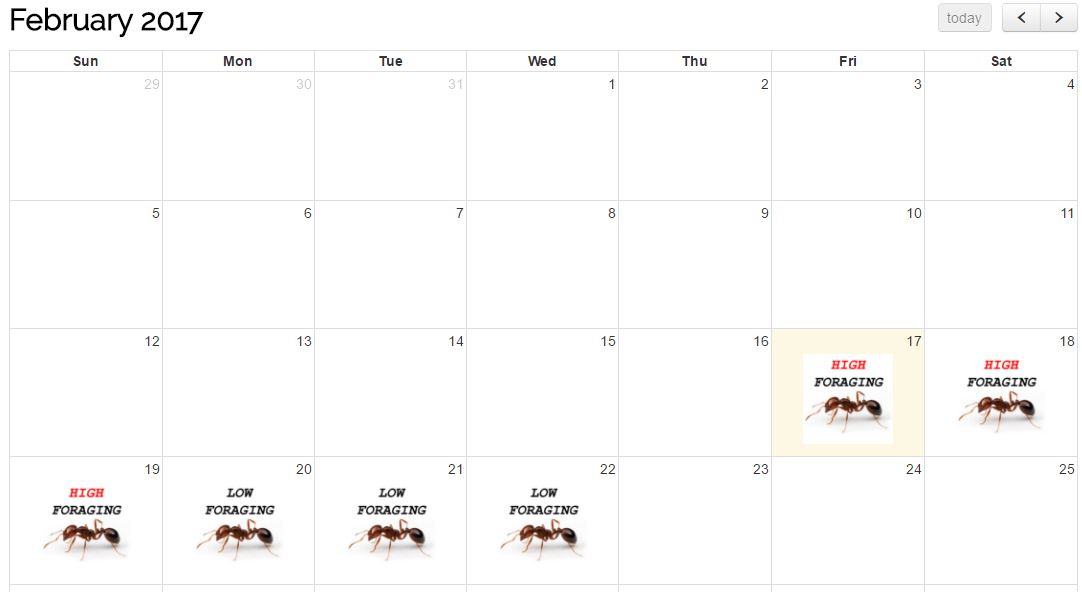 February 2017
today
Sun Mon Tue Wed Thu Fri Sat
29 30 31 1 2 3 4
5 6 7 8 9 10 11
12 13 14 15 16 17 18
HIGH HIGH
FORAGING FORAGING
19 20 21 22 23 24 25
HIGH LOW LOW LOW
FORAGING FORAGING FORAGING FORAGING